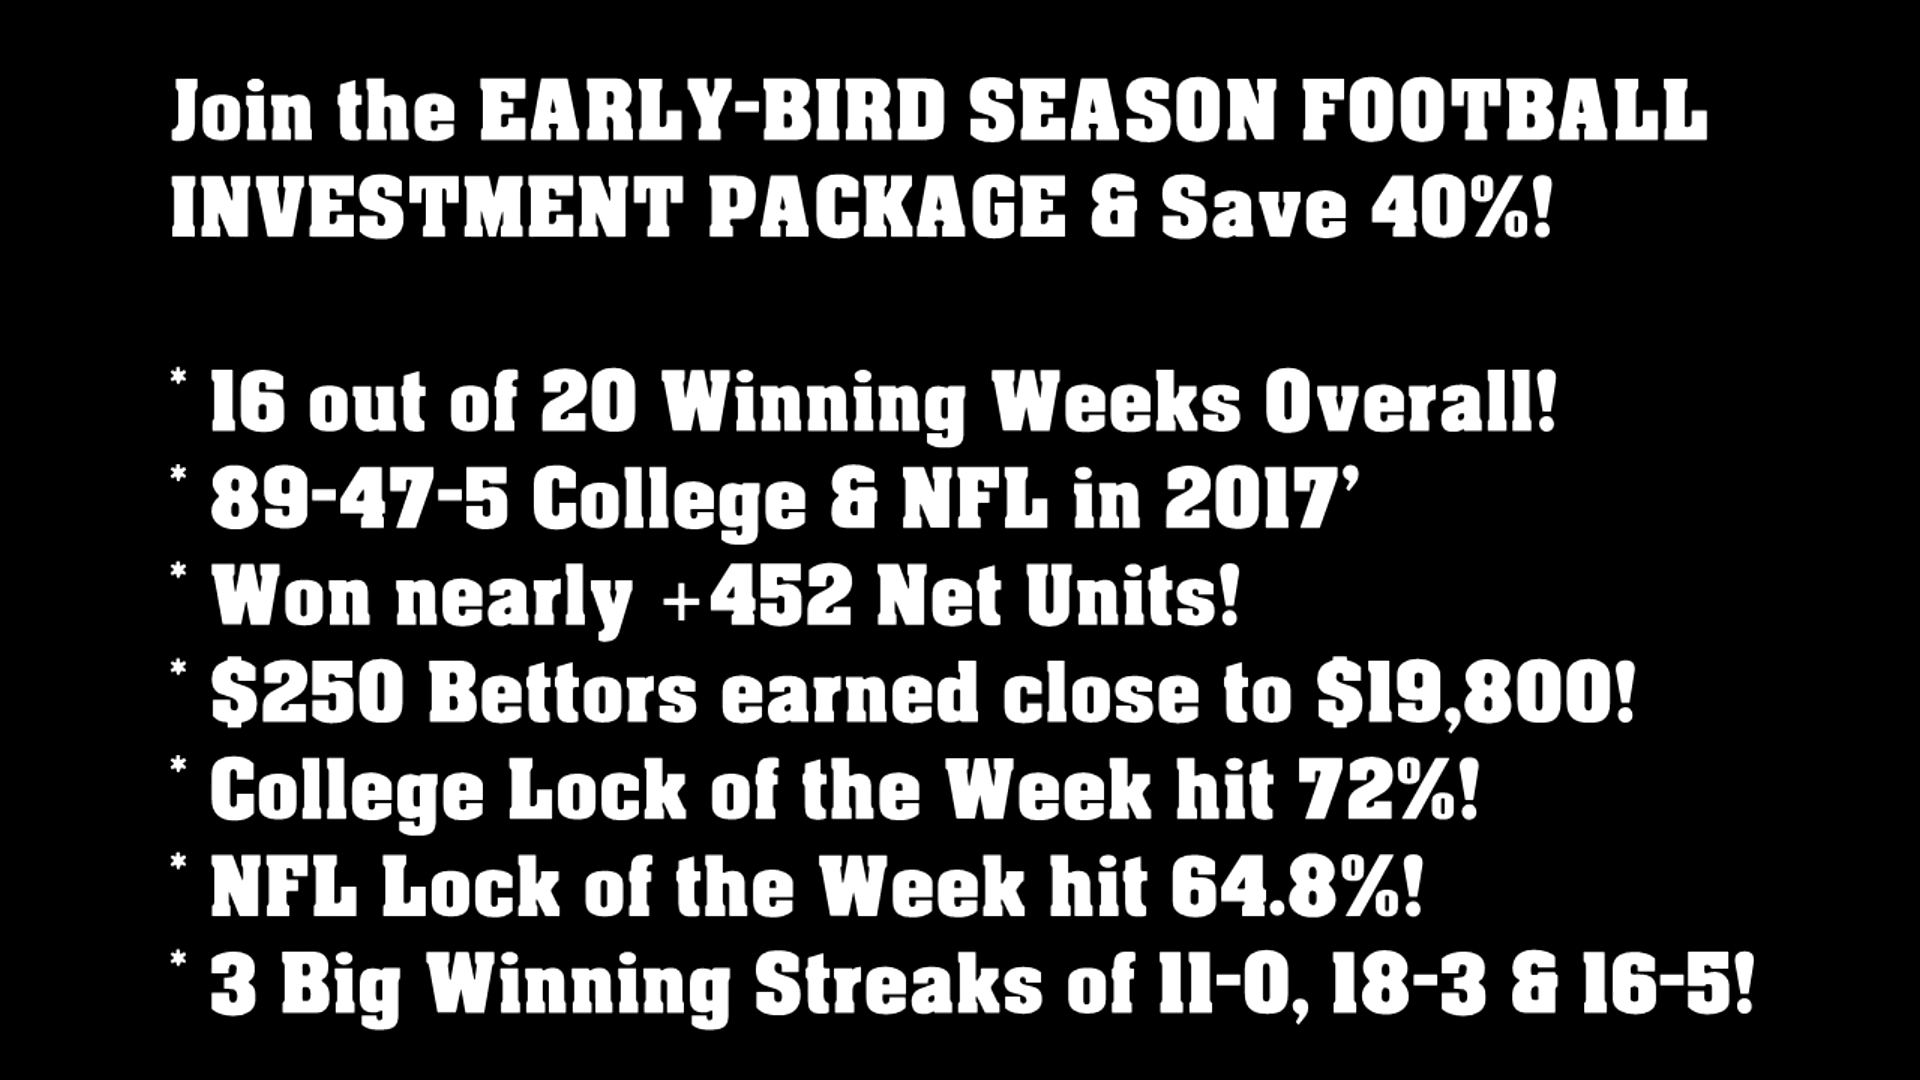 Join the EARLY-BIRD SEASON FOOTBALL
INVESTMENT PACKAGE & Save 40%!
* 16 out of 20 Winning Weeks Overall!
* 89-47-5 College & NFL in 2017’
* Won nearly +452 Net Units!
* $250 Bettors earned close to $19,800!
* College Lock of the Week hit 72%!
* NFL Lock of the Week hit 64.8%!
* 3 Big Winning Streaks of 11-0, 18-3 & 16-5!